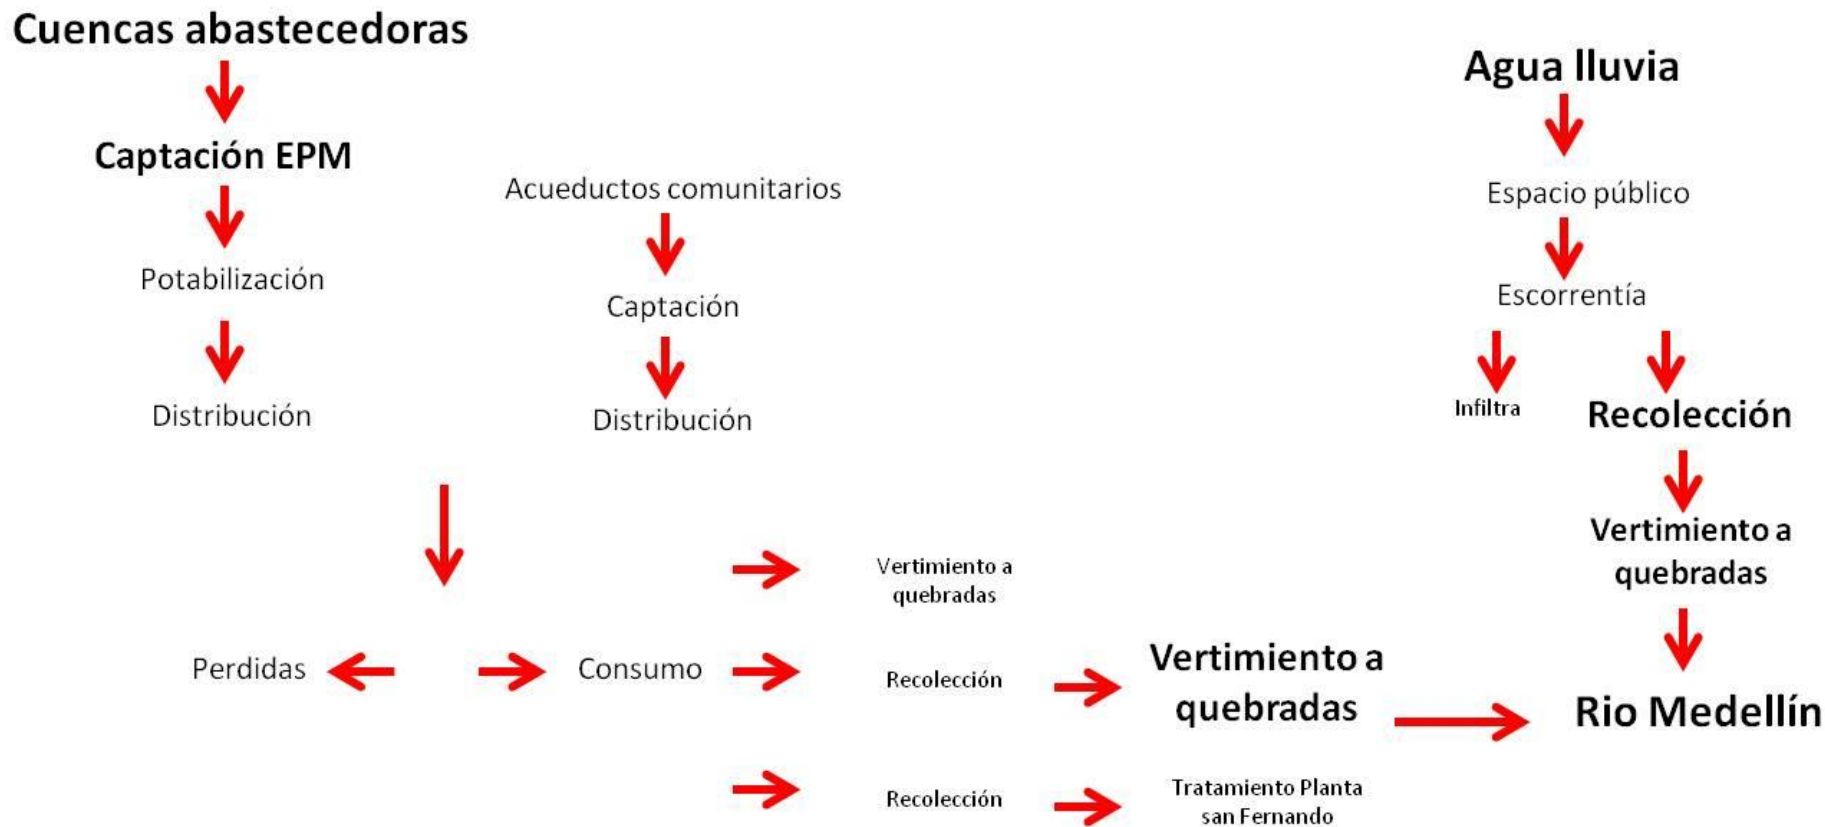 Cuencas abastecedoras
Captación EPM
Potabilización
Distribución
Acueductos comunitarios
Captación
Distribución
Agua lluvia
Espacio público
Escorrentía
Infiltra
Recolección
Vertimiento a
quebradas
Perdidas
Consumo
Vertimiento a
quebradas
Recolección
Vertimiento a
quebradas
Rio Medellín
Recolección
Tratamiento Planta
san Fernando